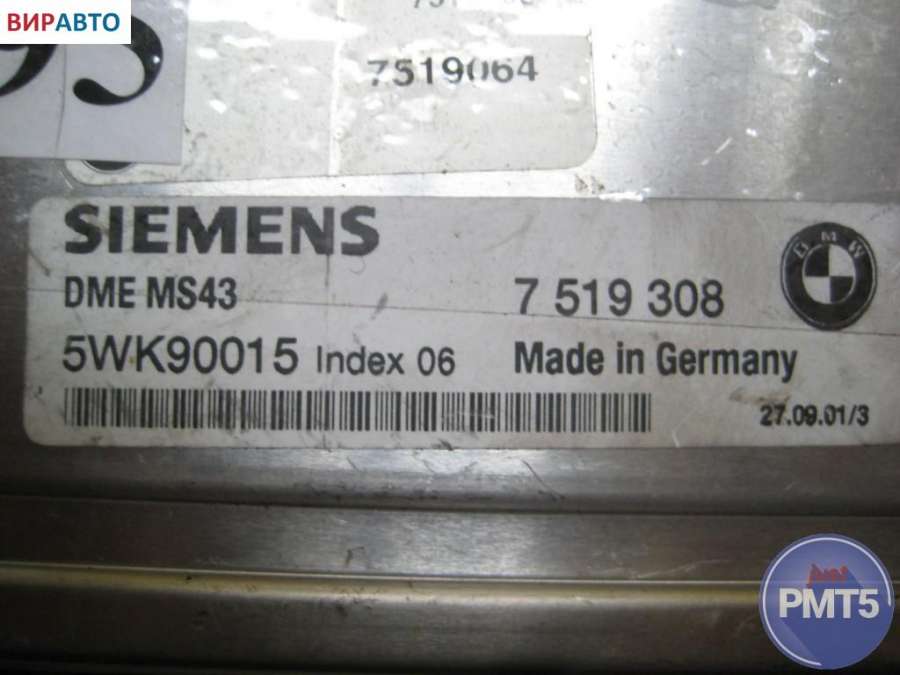 ВИРАВТО
7519064
SIEMENS
BMW
DME MS43
7 519 308
5WK90015 Index 06
Made in Germany
27.09.01/3
PMT5